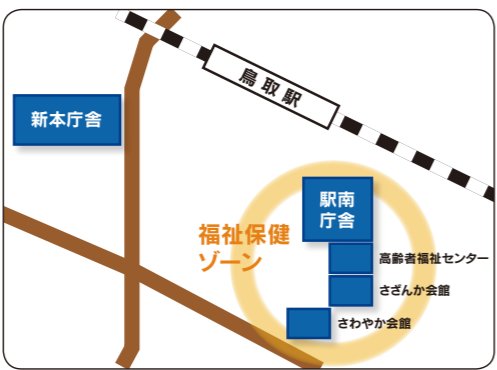 鳥取駅
新本庁舎
駅南
庁舎
福祉保健
ゾーン
高齢者福祉センター
さざんか会館
さわやか会館